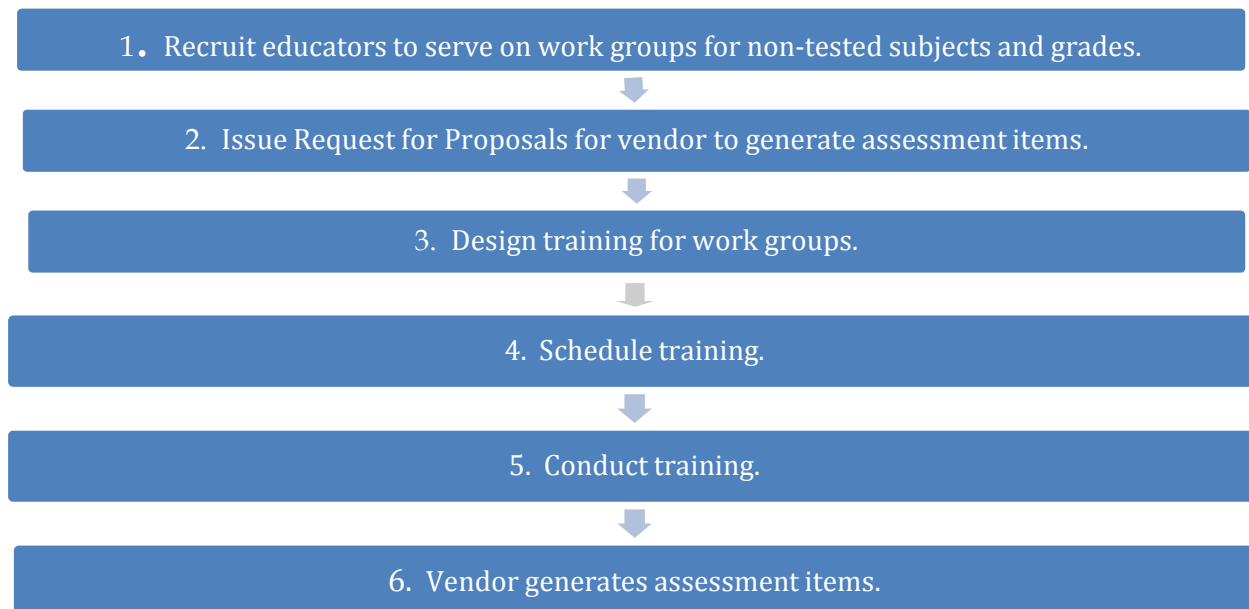 1. Recruit educators to serve on work groups for non-tested subjects and grades.
2. Issue Request for Proposals for vendor to generate assessment items.
3. Design training for work groups.
4. Schedule training.
5. Conduct training.
6. Vendor generates assessment items.